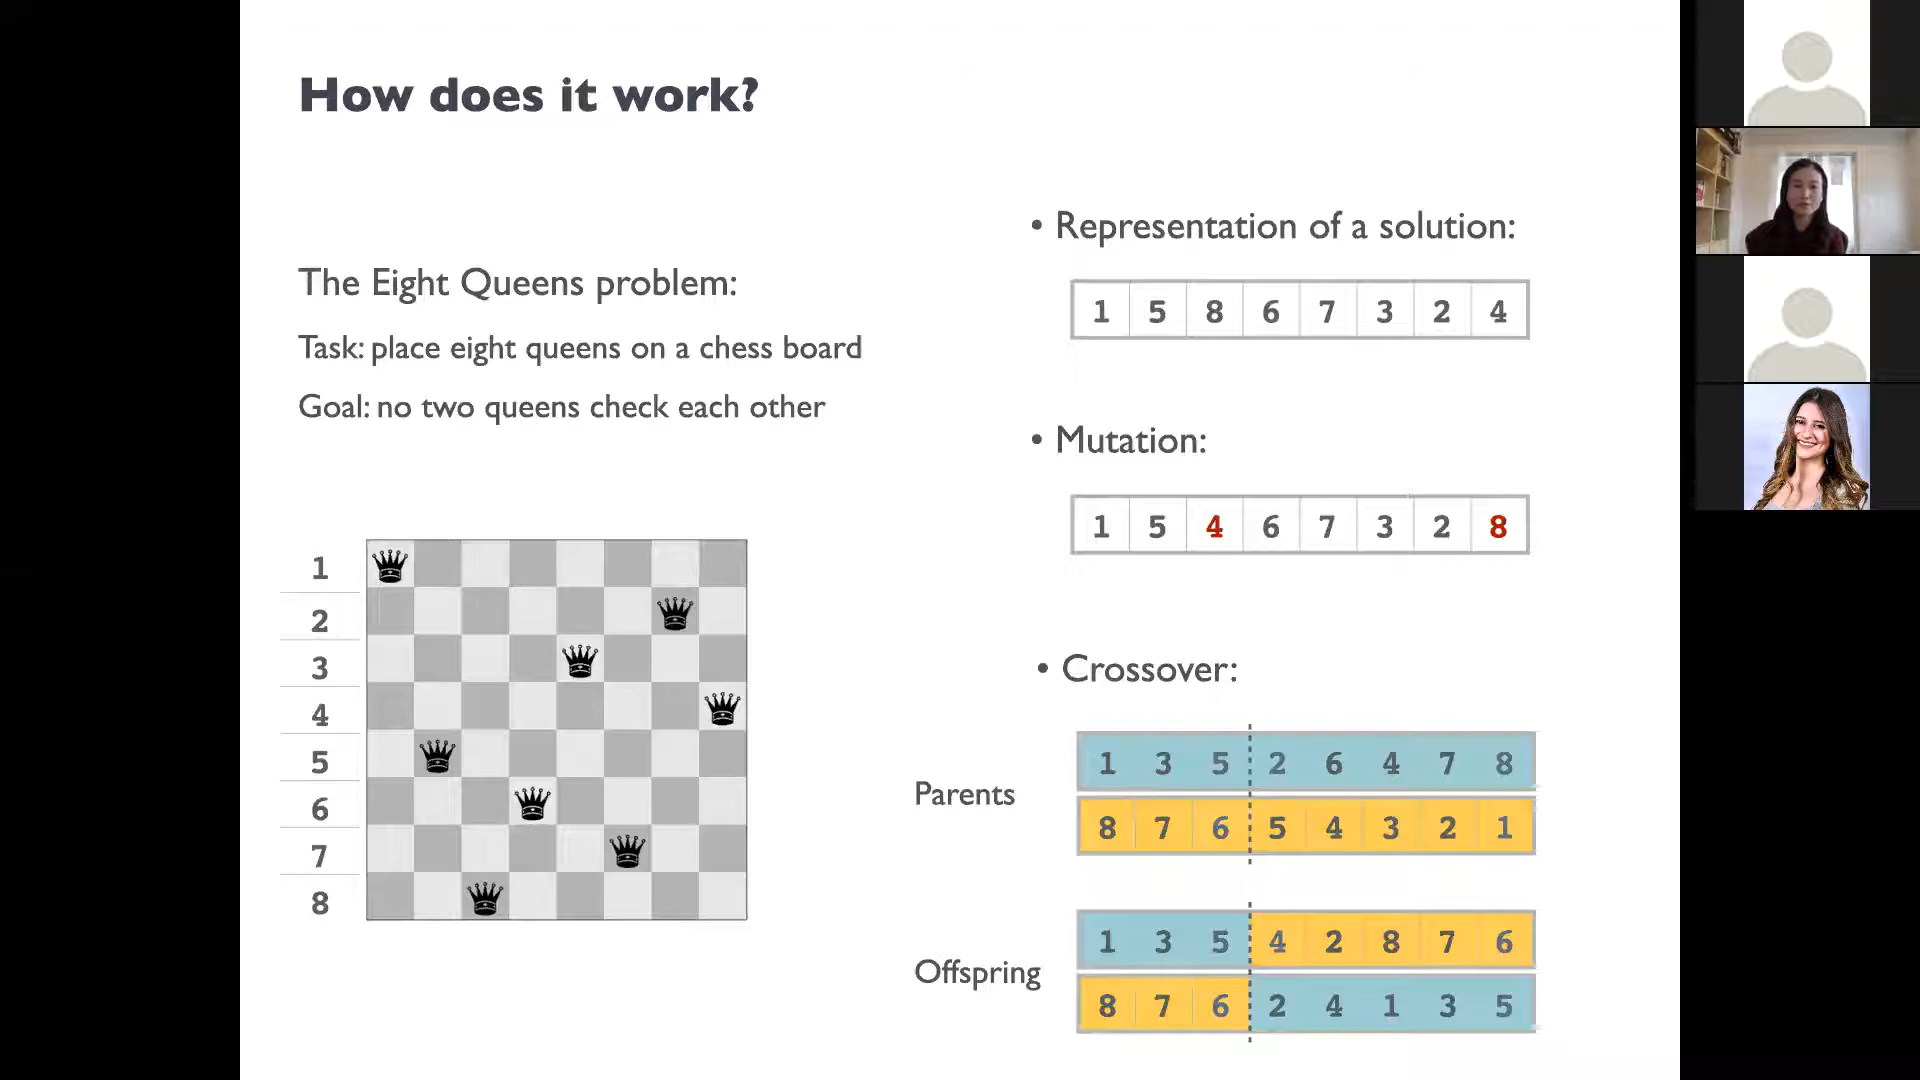 How does it work?
The Eight Queens problem:
Task: place eight queens on a chess board
Goal: no two queens check each other
1
2
3
4
5
6
7
8
• Representation of a solution:
1 5 8 6 7 3 2 4
• Mutation:
1 5 4 6 7 3 2 8
• Crossover:
Parents
1 3 5 2 6 4 7 8
8 7 6 5 4 3 2 1
Offspring
1 3 5 4 2 8 7 6
8 7 6 2 4 1 3 5